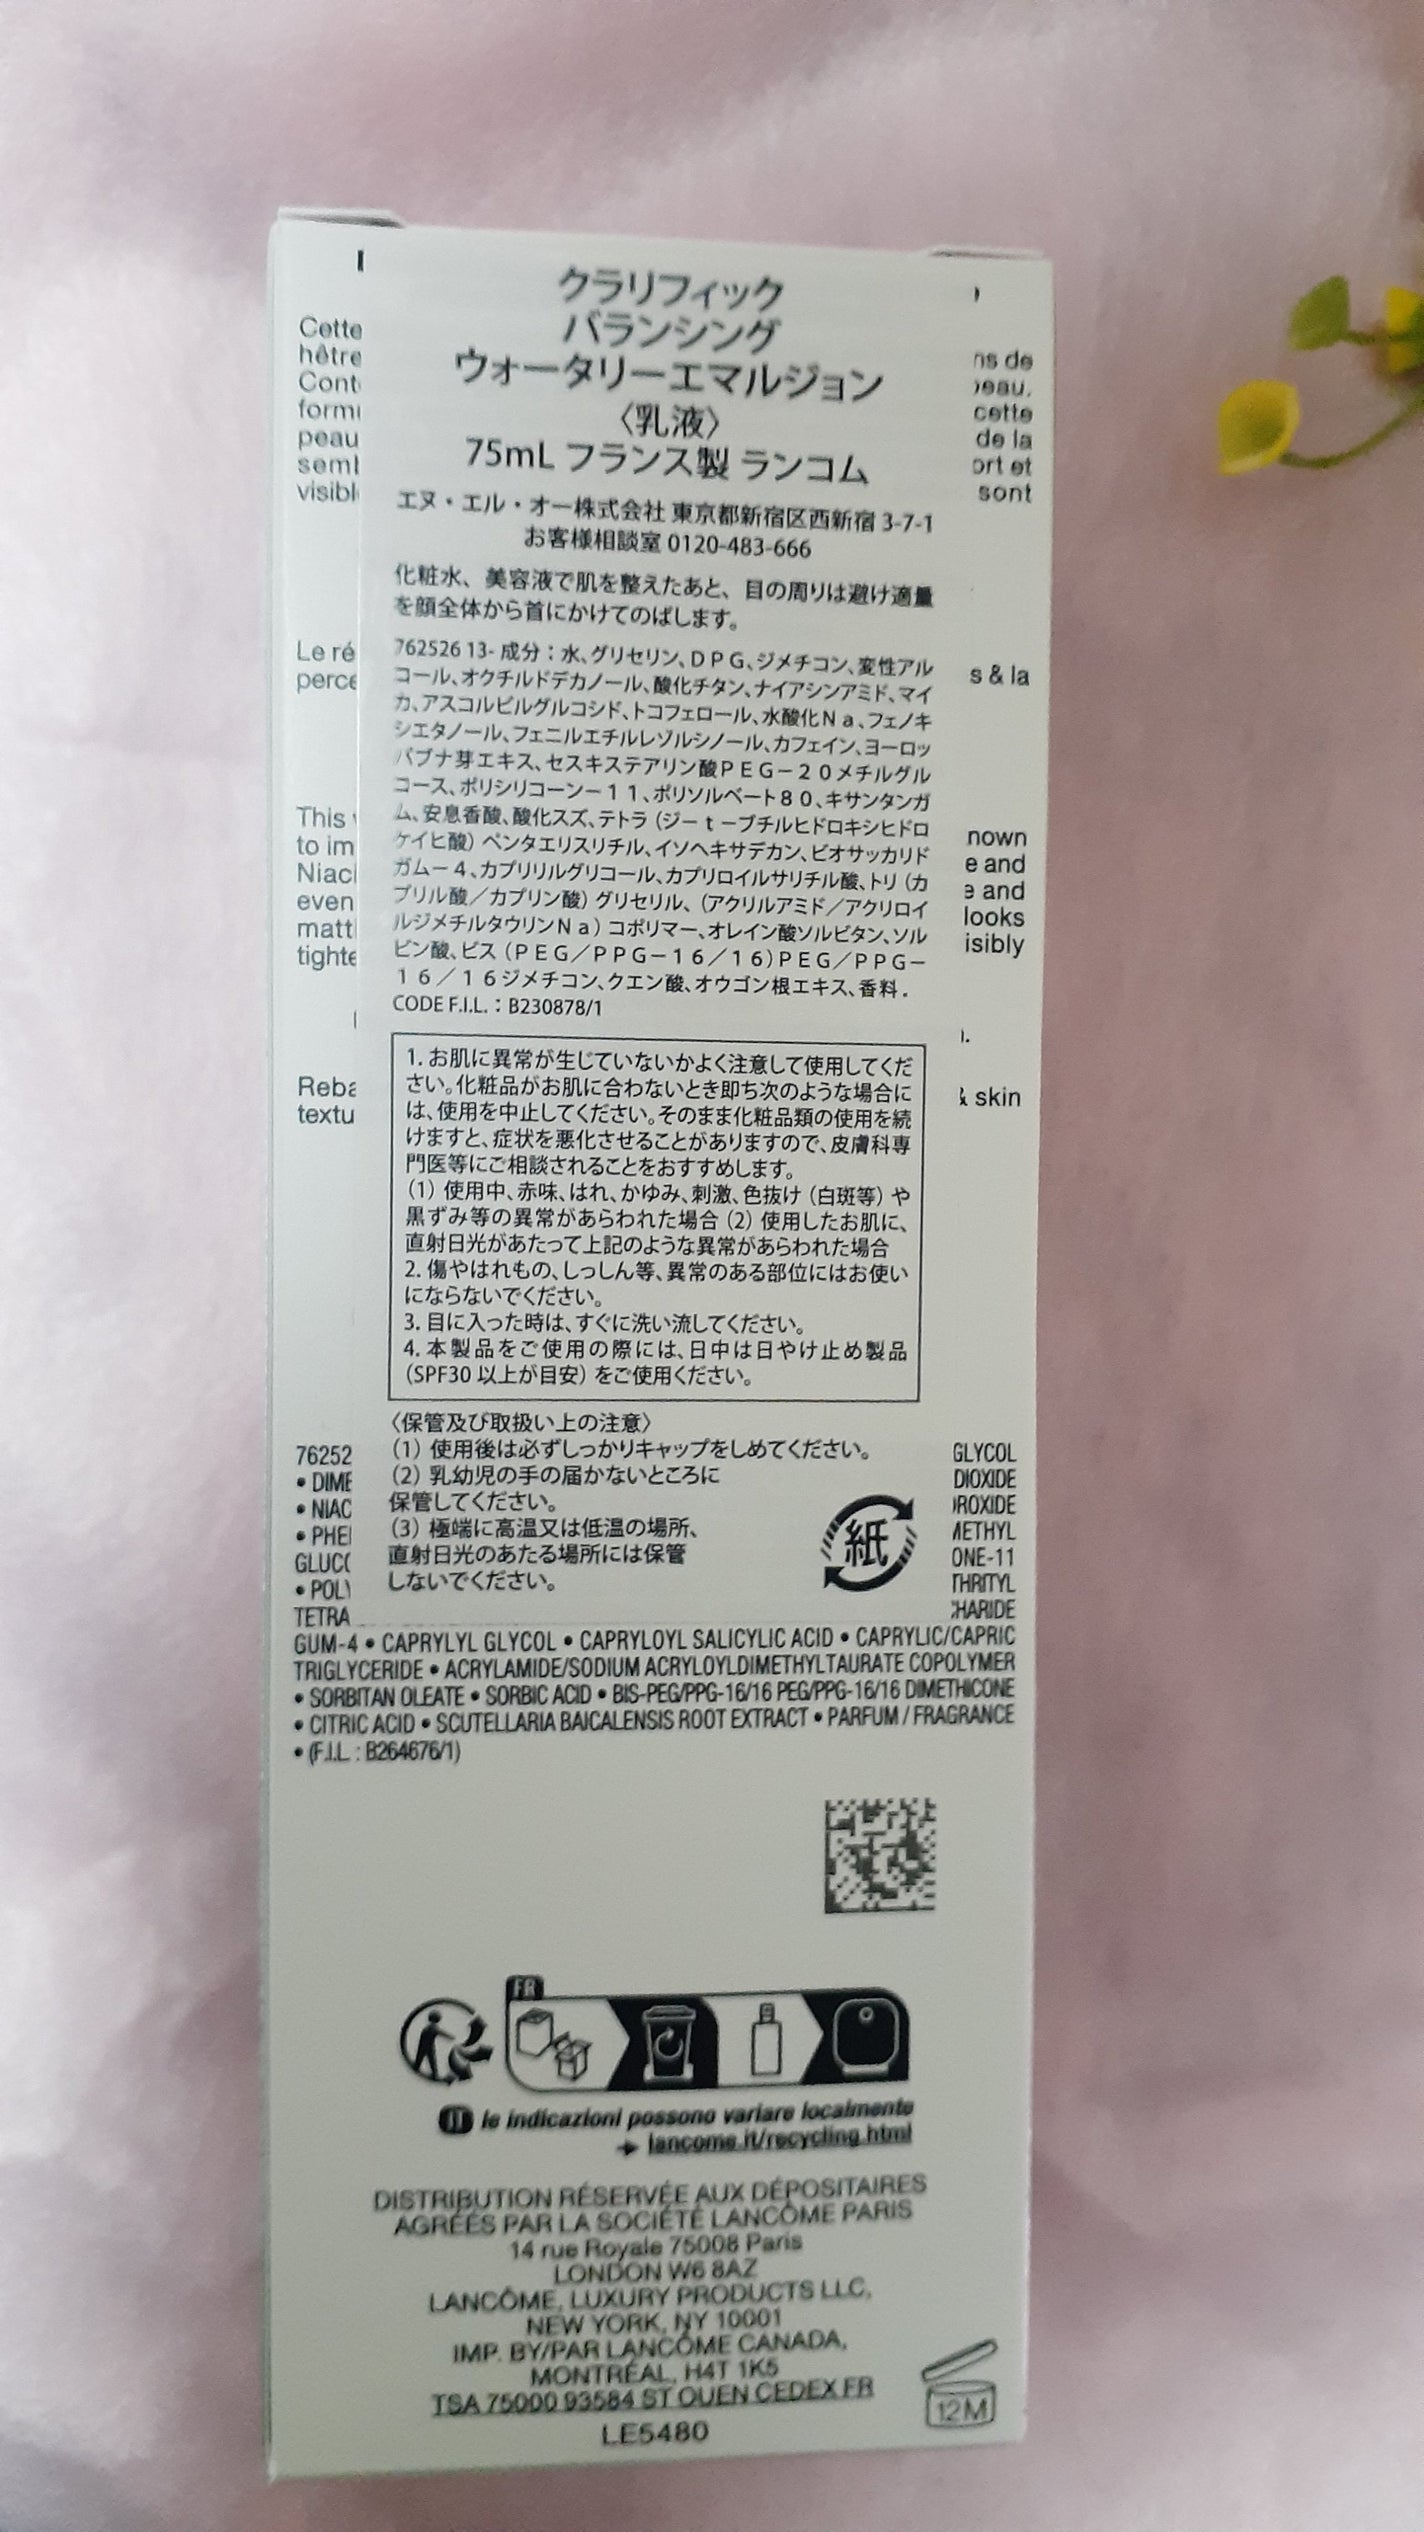 クラリフィック
バランシング
ウォータリーエマルジョン
〈乳液〉
75mL フランス製 ランコム
エヌ・エル・オー株式会社 東京都新宿区西新宿 3-7-1
お客様相談室 0120-483-666
化粧水、美容液で肌を整えたあと、目の周りは避け適量
を顔全体から首にかけてのばします。
762526 13- 成分：水、グリセリン、DPG、ジメチコン、変性アル
コール、オクチルドデカノール、酸化チタン、ナイアシンアミド、マイ
カ、アスコルビルグルコシド、トコフェロール、水酸化Na、フェノキ
シエタノール、フェニルエチルレゾルシノール、カフェイン、ヨーロッ
パブナ芽エキス、セスキステアリン酸PEG－20メチルグル
コース、ポリシリコーン－11、ポリソルベート80、キサンタンガ
ム、安息香酸、酸化スズ、テトラ（ジ－t－ブチルヒドロキシヒドロ
ケイヒ酸）ペンタエリスリチル、イソヘキサデカン、ビオサッカリド
ガム－4、カプリリルグリコール、カプリロイルサリチル酸、トリ（カ
プリル酸／カプリン酸）グリセリル、（アクリルアミド／アクリロイ
ルジメチルタウリンNa）コポリマー、オレイン酸ソルビタン、ソル
ビン酸、ビス（PEG／PPG－16／16）PEG／PPG－
16／16ジメチコン、クエン酸、オウゴン根エキス、香料．
CODE F.I.L.：B230878/1
1. お肌に異常が生じていないかよく注意して使用してくだ
さい。化粧品がお肌に合わないとき即ち次のような場合に
は、使用を中止してください。そのまま化粧品類の使用を続
けますと、症状を悪化させることがありますので、皮膚科専
門医等にご相談されることをおすすめします。
（1）使用中、赤味、はれ、かゆみ、刺激、色抜け（白斑等）や
黒ずみ等の異常があらわれた場合（2）使用したお肌に、
直射日光があたって上記のような異常があらわれた場合
2. 傷やはれもの、しっしん等、異常のある部位にはお使い
にならないでください。
3. 目に入った時は、すぐに洗い流してください。
4. 本製品をご使用の際には、日中は日やけ止め製品
（SPF30 以上が目安）をご使用ください。
〈保管及び取扱い上の注意〉
（1）使用後は必ずしっかりキャップをしめてください。
（2）乳幼児の手の届かないところに
保管してください。
（3）極端に高温又は低温の場所、
直射日光のあたる場所には保管
しないでください。
紙
Cette
hêtre
peau
ns de
cette
de la
ort et
sont
Le ré
perce
s & la
This
to im
even
nown
e and
e and
looks
isibly
& skin
76252
• DIME
• NIAC
TETRA
GLYCOL
DIOXIDE
ROXIDE
ONE-11
GUM-4 • CAPRYLYL GLYCOL • CAPRYLOYL SALICYLIC ACID • CAPRYLIC/CAPRIC
TRIGLYCERIDE • ACRYLAMIDE/SODIUM ACRYLOYLDIMETHYLTAURATE COPOLYMER
• SORBITAN OLEATE • SORBIC ACID • BIS-PEG/PPG-16/16 PEG/PPG-16/16 DIMETHICONE
• CITRIC ACID • SCUTELLARIA BAICALENSIS ROOT EXTRACT • PARFUM / FRAGRANCE
• (F.I.L. : B264676/1)
FR
IT le indicazioni possono variare localmente
lancome.it/recycling.html
DISTRIBUTION RÉSERVÉE AUX DÉPOSITAIRES
AGRÉÉS PAR LA SOCIÉTÉ LANCÔME PARIS
14 rue Royale 75008 Paris
LONDON W6 8AZ
LANCÔME, LUXURY PRODUCTS LLC,
NEW YORK, NY 10001
IMP. BY/PAR LANCÔME CANADA,
MONTRÉAL, H4T 1K5
TSA 75000 93584 ST OUEN CEDEX FR
LE5480
12M